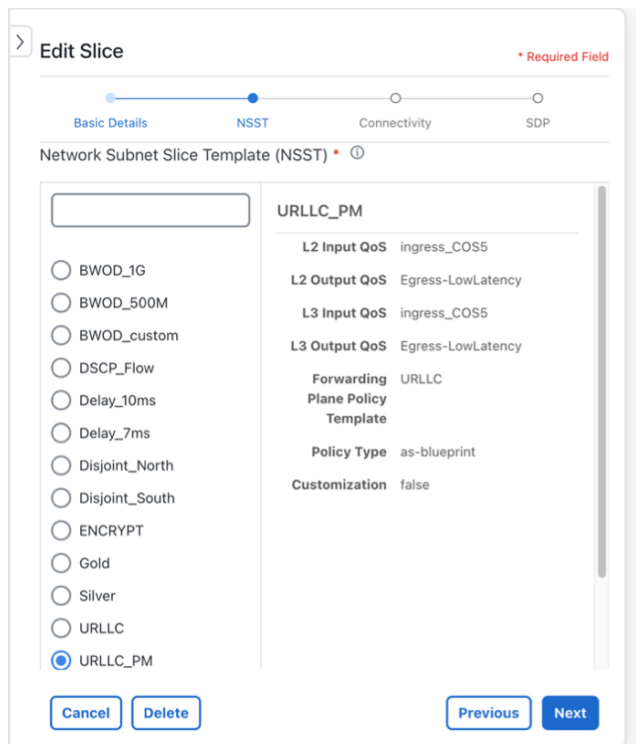 Edit Slice
* Required Field
Basic Details
NSST
Connectivity
SDP
Network Subnet Slice Template (NSST) *
BWOD_1G
BWOD_500M
BWOD_custom
DSCP_Flow
Delay_10ms
Delay_7ms
Disjoint_North
Disjoint_South
ENCRYPT
Gold
Silver
URLLC
URLLC_PM
URLLC_PM
L2 Input QoS ingress_COS5
L2 Output QoS Egress-LowLatency
L3 Input QoS ingress_COS5
L3 Output QoS Egress-LowLatency
Forwarding URLLC
Plane Policy
Template
Policy Type as-blueprint
Customization false
Cancel
Delete
Previous
Next